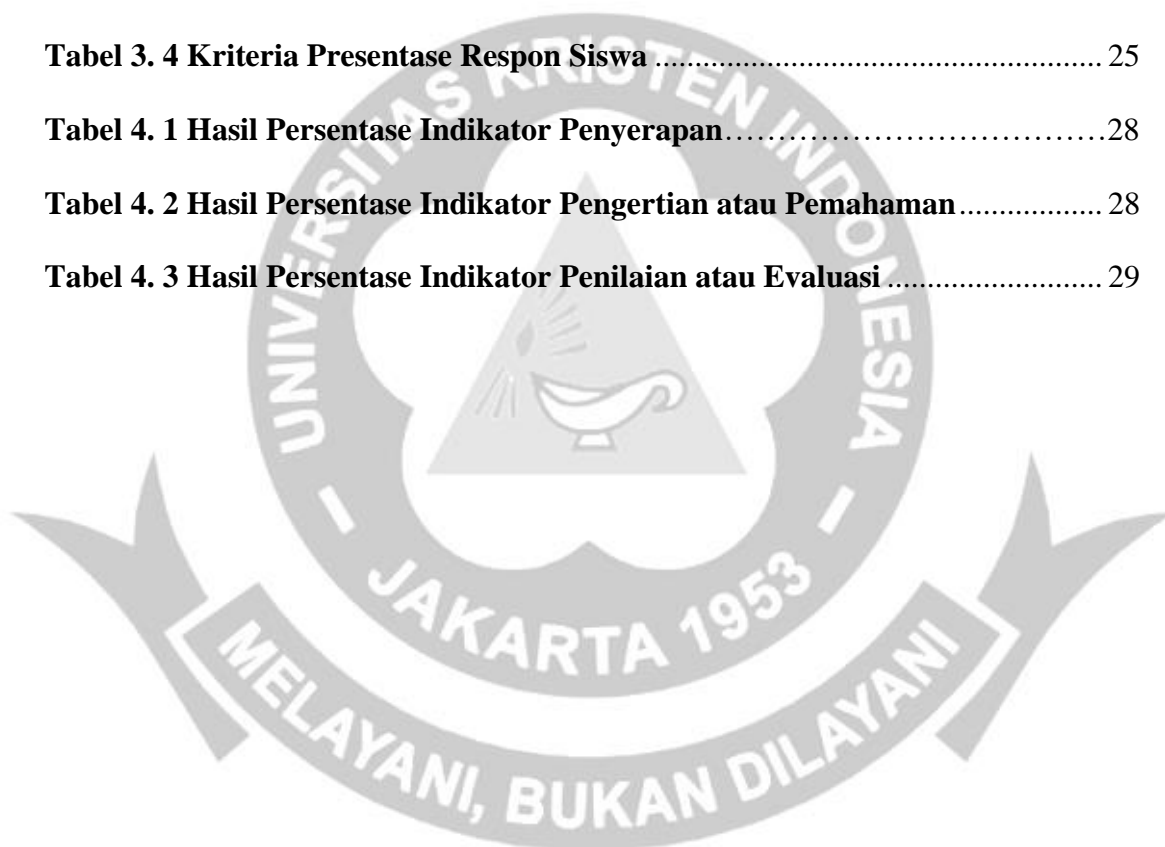 Tabel 3. 4 Kriteria Presentase Respon Siswa ................................................................. 25
Tabel 4. 1 Hasil Persentase Indikator Penyerapan……………………………………28
Tabel 4. 2 Hasil Persentase Indikator Pengertian atau Pemahaman .................. 28
Tabel 4. 3 Hasil Persentase Indikator Penilaian atau Evaluasi ........................... 29
UNIVERSITAS KRISTEN INDONESIA
- JAKARTA 1953 -
MELAYANI, BUKAN DILAYANI